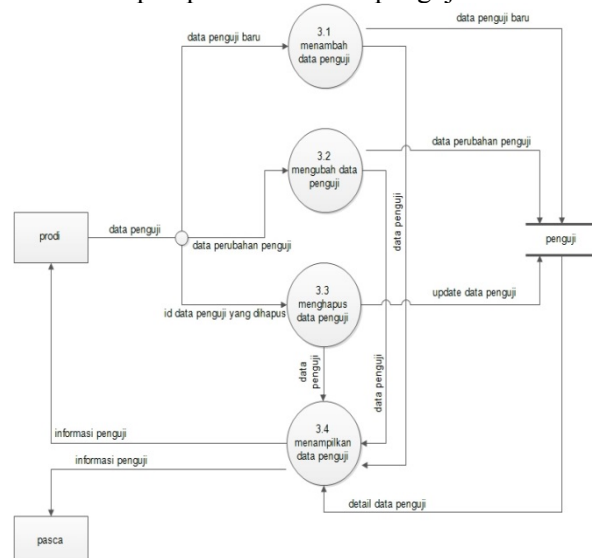 data penguji baru
3.1
menambah
data penguji
data penguji baru
3.2
mengubah data
penguji
data perubahan penguji
data penguji
prodi
data penguji
data perubahan penguji
penguji
3.3
menghapus
data penguji
id data penguji yang dihapus
update data penguji
data
penguji
data penguji
3.4
menampilkan
data penguji
informasi penguji
informasi penguji
detail data penguji
pasca